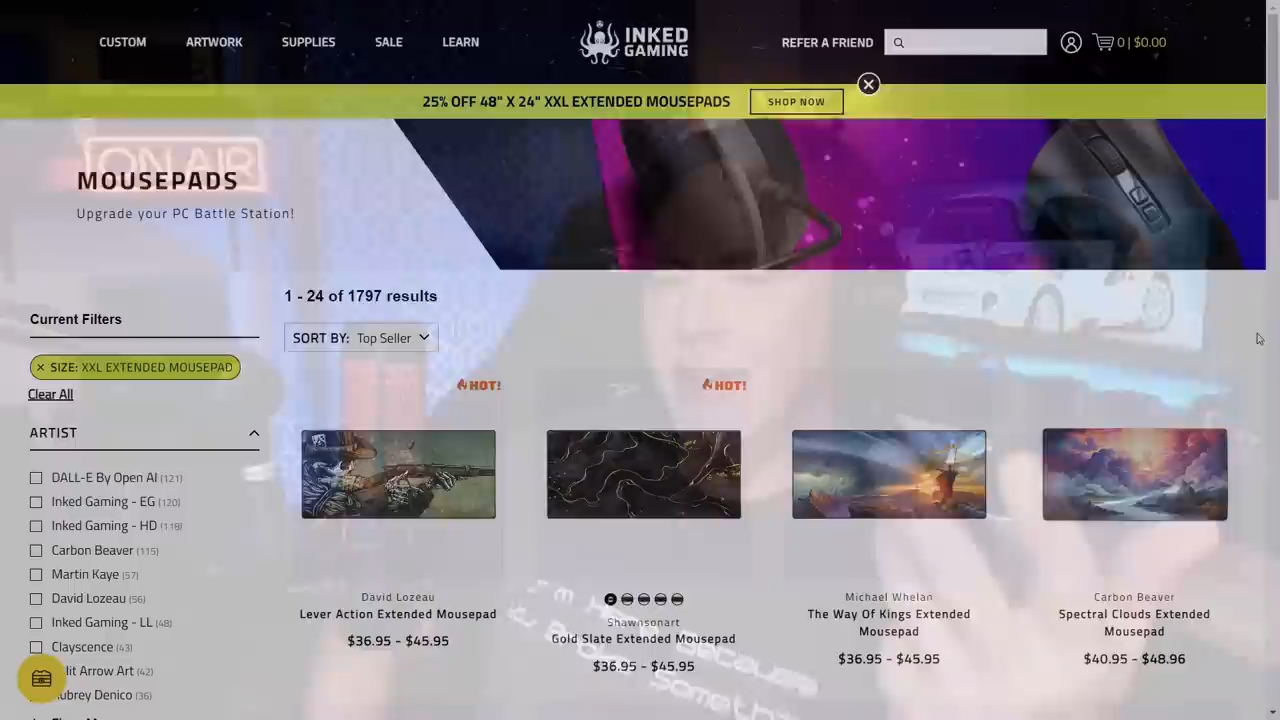 CUSTOM ARTWORK SUPPLIES SALE LEARN INKED GAMING REFER A FRIEND 0 | $0.00
25% OFF 48" X 24" XXL EXTENDED MOUSEPADS SHOP NOW
ON AIR
MOUSEPADS
Upgrade your PC Battle Station!
1 - 24 of 1797 results
Current Filters
SORT BY: Top Seller
× SIZE: XXL EXTENDED MOUSEPAD
Clear All
HOT! HOT!
ARTIST
DALL-E By Open AI (121)
Inked Gaming - EG (120)
Inked Gaming - HD (118)
Carbon Beaver (115)
Martin Kaye (57)
David Lozeau (56)
Inked Gaming - LL (48)
Clayscence (43)
Arrow Art (42)
Denico (36)
David Lozeau
Lever Action Extended Mousepad
$36.95 - $45.95
Shawnsonart
Gold Slate Extended Mousepad
$36.95 - $45.95
Michael Whelan
The Way Of Kings Extended
Mousepad
$36.95 - $45.95
Carbon Beaver
Spectral Clouds Extended
Mousepad
$40.95 - $48.96
I'm here because